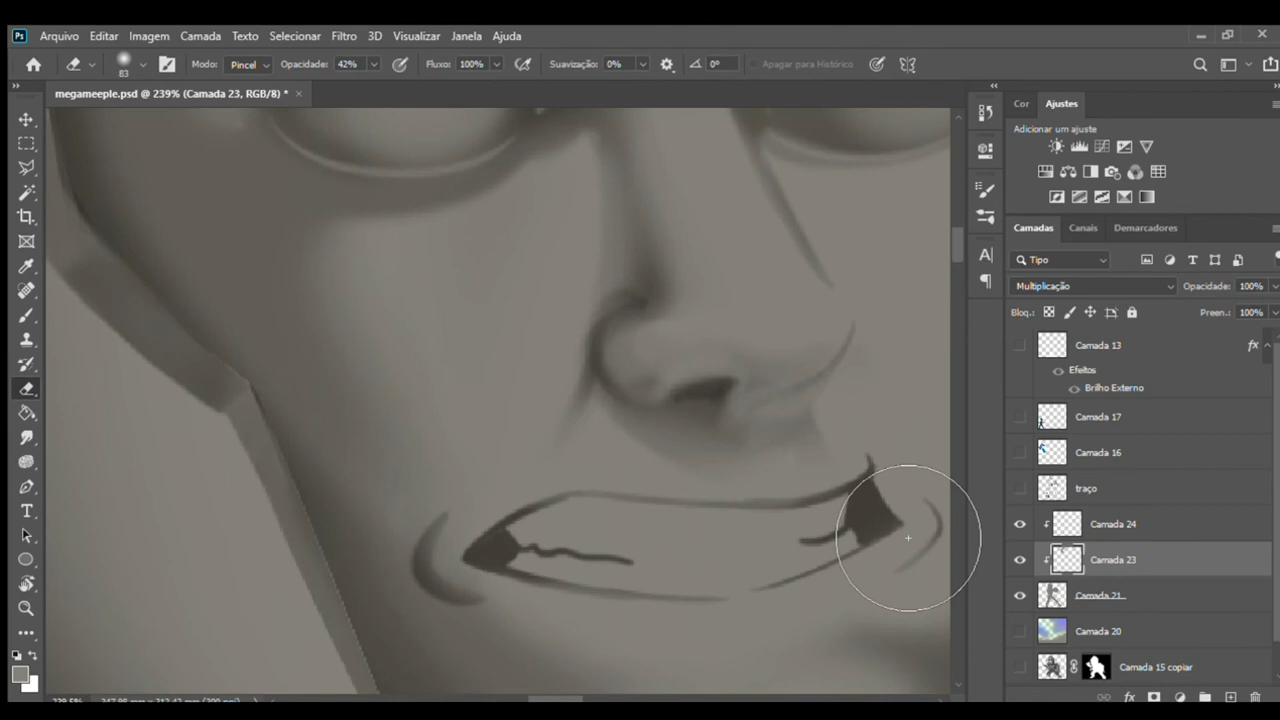 Ps Arquivo Editar Imagem Camada Texto Selecionar Filtro 3D Visualizar Janela Ajuda
83 Modo: Pincel Opacidade: 42% Fluxo: 100% Suavização: 0% 0° Apagar para Histórico
megameeple.psd @ 239% (Camada 23, RGB/8) *
Cor Ajustes
Adicionar um ajuste
Camadas Canais Demarcadores
Tipo
Multiplicação Opacidade: 100%
Bloq.: Preen.: 100%
Camada 13 fx
Efeitos
Brilho Externo
Camada 17
Camada 16
traço
Camada 24
Camada 23
Camada 21
Camada 20
Camada 15 copiar